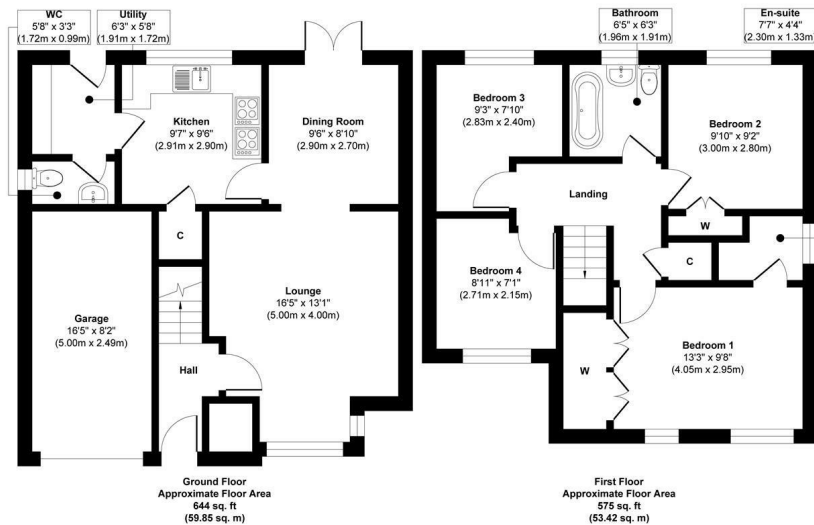 WC
5'8" x 3'3"
(1.72m x 0.99m)
Utility
6'3" x 5'8"
(1.91m x 1.72m)
Kitchen
9'7" x 9'6"
(2.91m x 2.90m)
Dining Room
9'6" x 8'10"
(2.90m x 2.70m)
C
Lounge
16'5" x 13'1"
(5.00m x 4.00m)
Garage
16'5" x 8'2"
(5.00m x 2.49m)
Hall
Ground Floor
Approximate Floor Area
644 sq. ft
(59.85 sq. m)
Bathroom
6'5" x 6'3"
(1.96m x 1.91m)
En-suite
7'7" x 4'4"
(2.30m x 1.33m)
Bedroom 3
9'3" x 7'10"
(2.83m x 2.40m)
Bedroom 2
9'10" x 9'2"
(3.00m x 2.80m)
Landing
W
C
Bedroom 4
8'11" x 7'1"
(2.71m x 2.15m)
Bedroom 1
13'3" x 9'8"
(4.05m x 2.95m)
W
First Floor
Approximate Floor Area
575 sq. ft
(53.42 sq. m)